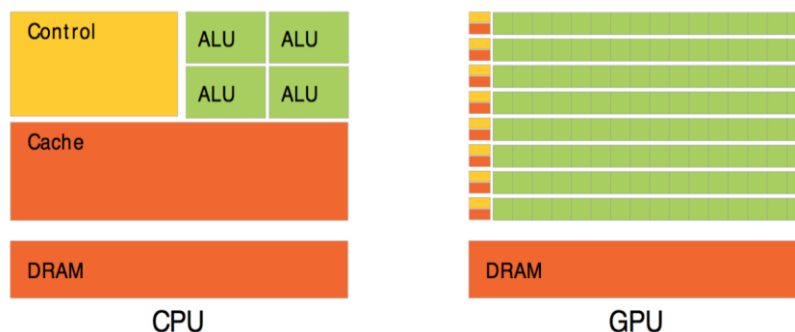 Control
ALU ALU
ALU ALU
Cache
DRAM
DRAM
CPU
GPU